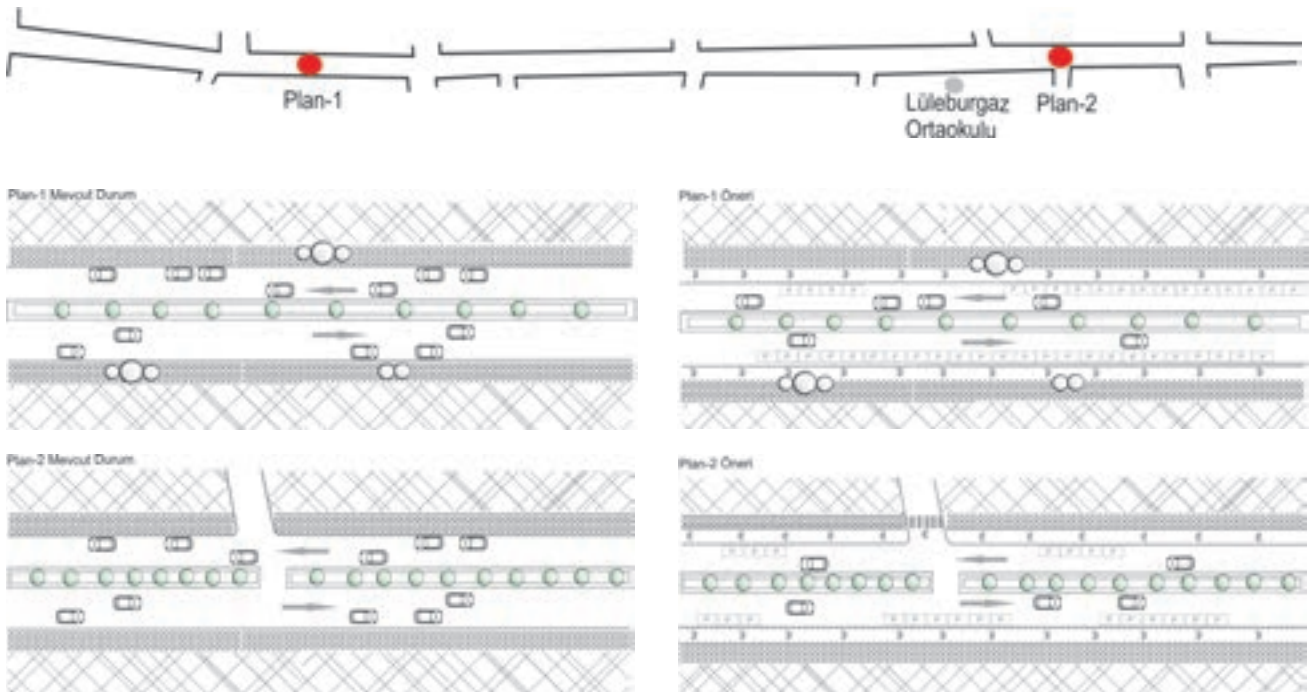 Plan-1
Lüleburgaz
Ortaokulu
Plan-2
Plan-1 Mevcut Durum
Plan-1 Öneri
Plan-2 Mevcut Durum
Plan-2 Öneri